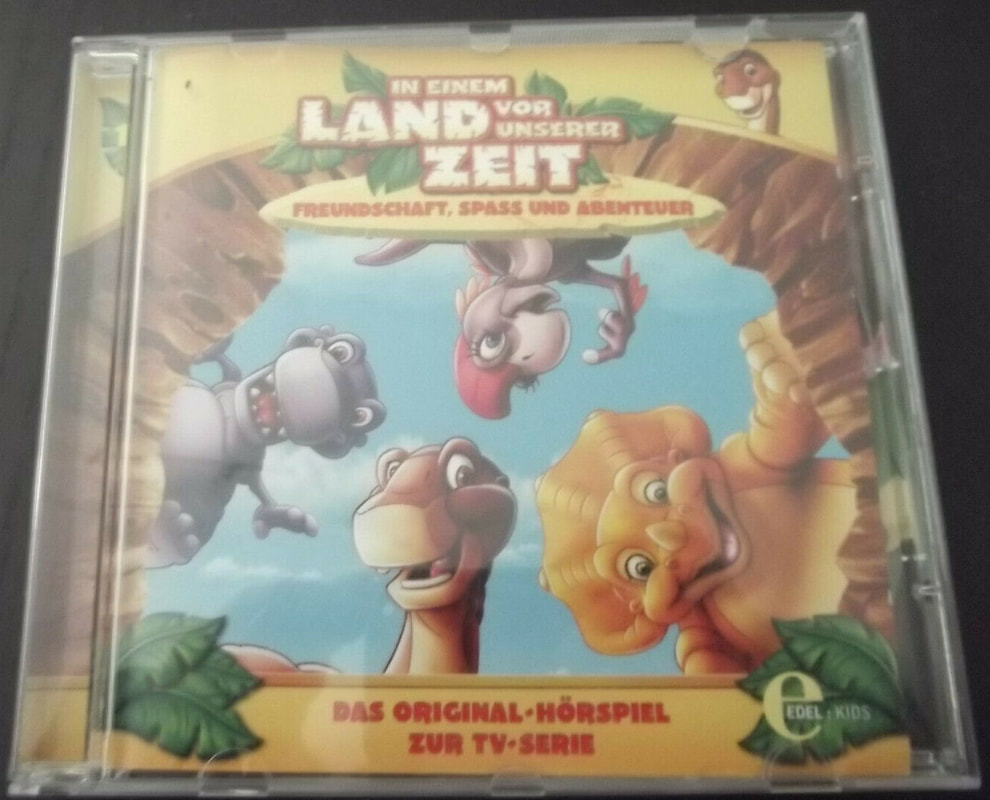 IN EINEM
LAND VOR
UNSERER
ZEIT
FREUNDSCHAFT, SPASS UND ABENTEUER
DAS ORIGINAL-HÖRSPIEL
ZUR TV-SERIE
e
EDEL:KIDS